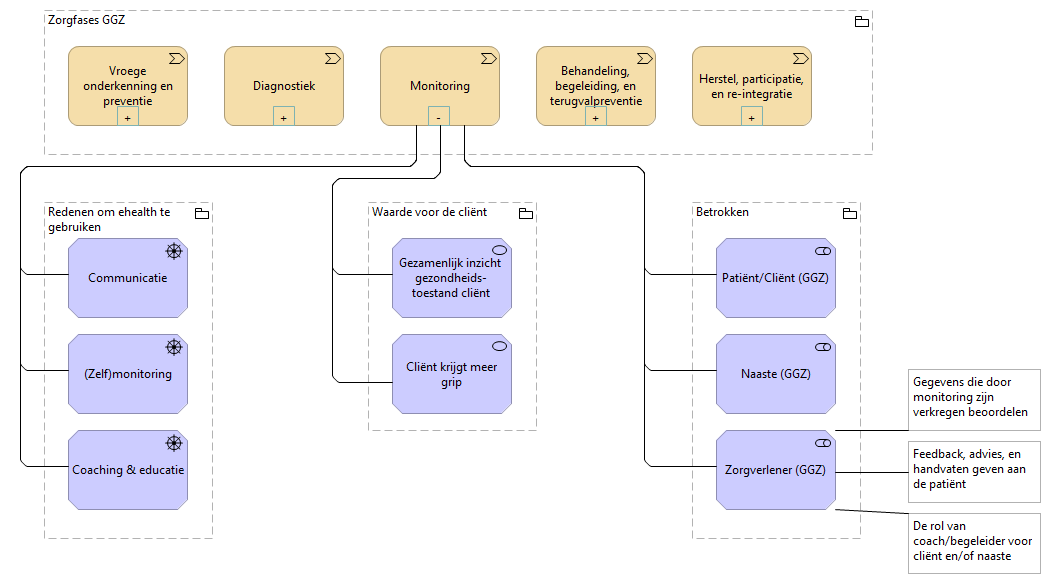 Zorgfases GGZ
Vroege
onderkenning en
preventie
+
Diagnostiek
+
Monitoring
-
Behandeling,
begeleiding, en
terugvalpreventie
+
Herstel, participatie,
en re-integratie
+
Redenen om ehealth te
gebruiken
Communicatie
(Zelf)monitoring
Coaching & educatie
Waarde voor de cliënt
Gezamenlijk inzicht
gezondheids-
toestand cliënt
Cliënt krijgt meer
grip
Betrokken
Patiënt/Cliënt (GGZ)
Naaste (GGZ)
Zorgverlener (GGZ)
Gegevens die door
monitoring zijn
verkregen beoordelen
Feedback, advies, en
handvaten geven aan
de patiënt
De rol van
coach/begeleider voor
cliënt en/of naaste